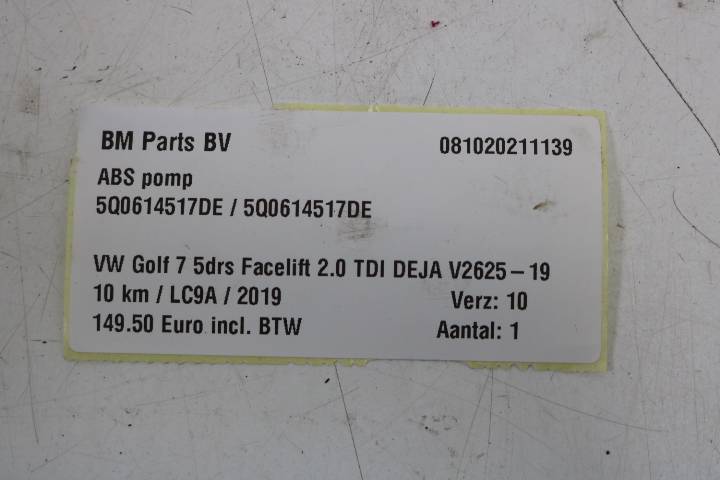 BM Parts BV 081020211139
ABS pomp
5Q0614517DE / 5Q0614517DE
VW Golf 7 5drs Facelift 2.0 TDI DEJA V2625 – 19
10 km / LC9A / 2019 Verz: 10
149.50 Euro incl. BTW Aantal: 1